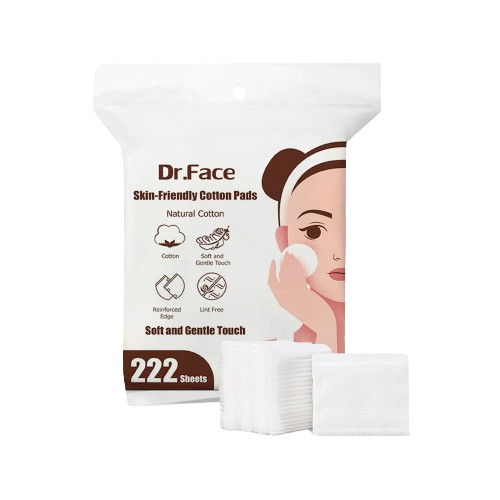 Dr.Face
Skin-Friendly Cotton Pads
Natural Cotton
Cotton
Soft and
Gentle Touch
Reinforced
Edge
Lint Free
Soft and Gentle Touch
222 Sheets